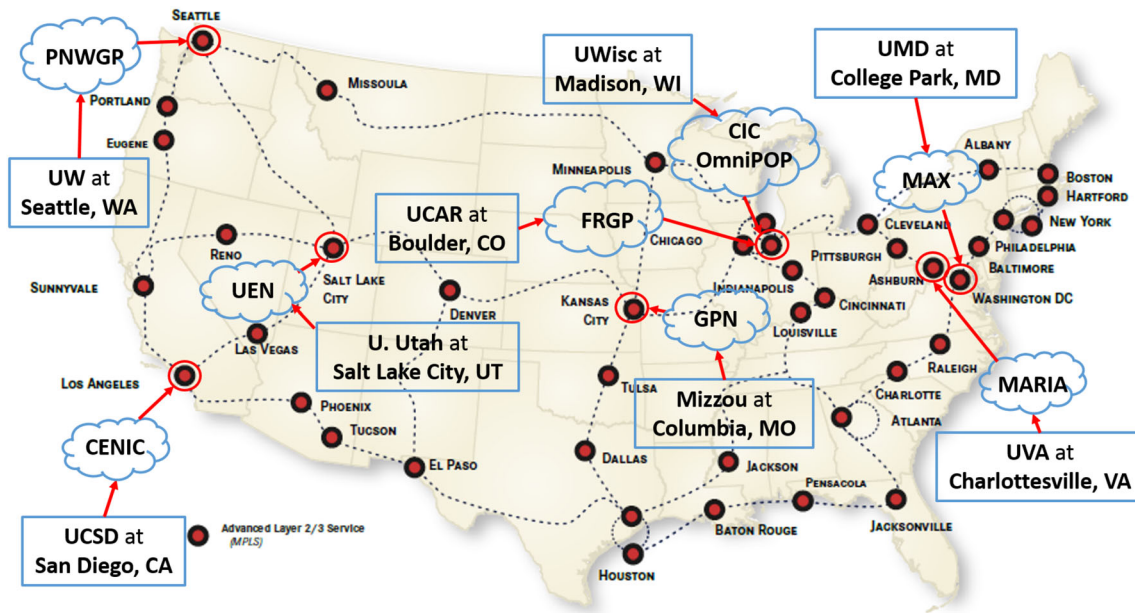 SEATTLE
PNWGP
UWisc at
Madison, WI
UMD at
College Park, MD
MISSOULA
PORTLAND
EUGENE
CIC
OmniPOP
MINNEAPOLIS
ALBANY
BOSTON
HARTFORD
MAX
UW at
Seattle, WA
UCAR at
Boulder, CO
FRGP
CHICAGO
CLEVELAND
NEW YORK
PITTSBURGH
PHILADELPHIA
RENO
SUNNYVALE
UEN
SALT LAKE
CITY
DENVER
KANSAS
CITY
GPN
INDIANAPOLIS
CINCINNATI
LOUISVILLE
ASHBURN
BALTIMORE
WASHINGTON DC
LAS VEGAS
U. Utah at
Salt Lake City, UT
LOS ANGELES
TULSA
RALEIGH
CHARLOTTE
MARIA
PHOENIX
TUCSON
Mizzou at
Columbia, MO
ATLANTA
CENIC
EL PASO
DALLAS
JACKSON
UVA at
Charlottesville, VA
PENSACOLA
UCSD at
San Diego, CA
Advanced Layer 2/3 Service
(MPLS)
BATON ROUGE
JACKSONVILLE
HOUSTON